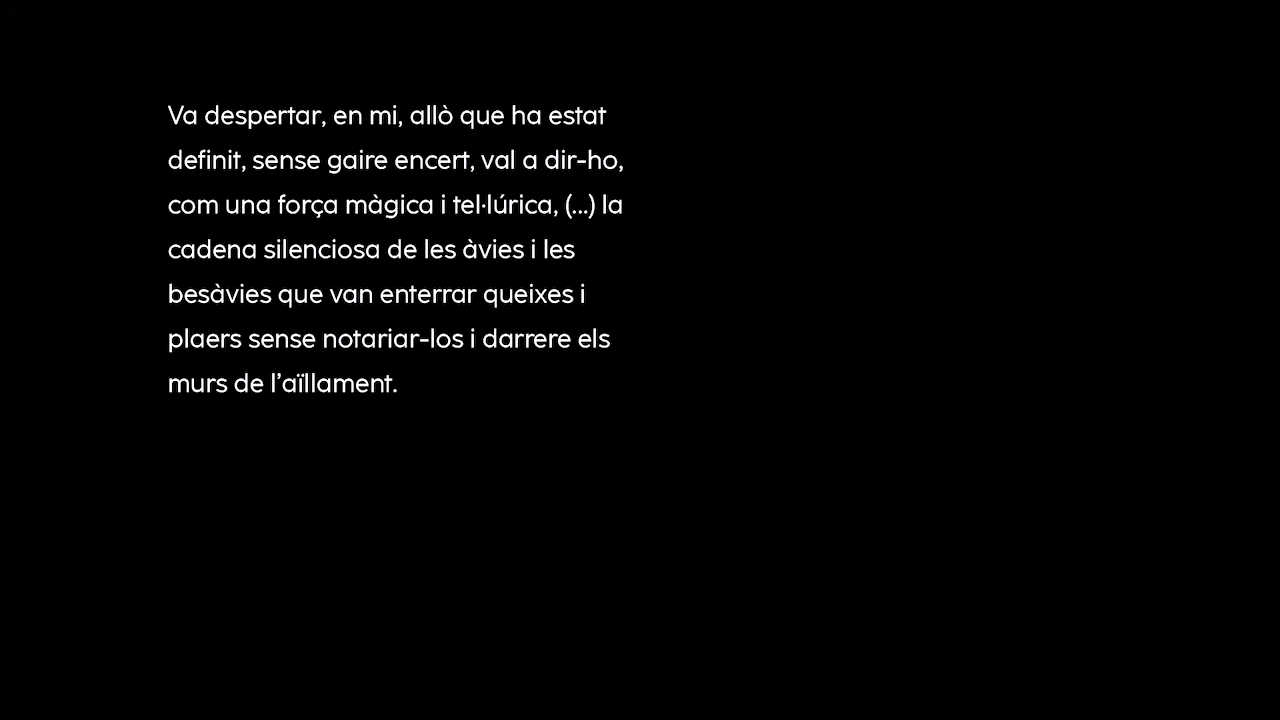 Va despertar, en mi, allò que ha estat
definit, sense gaire encert, val a dir-ho,
com una força màgica i tel·lúrica, (...) la
cadena silenciosa de les àvies i les
besàvies que van enterrar queixes i
plaers sense notariar-los i darrere els
murs de l’aïllament.